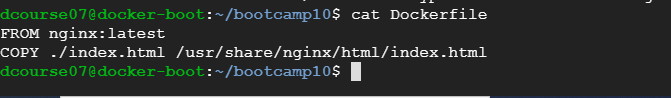 dcourse07@docker-boot:~/bootcamp10$ cat Dockerfile
FROM nginx:latest
COPY ./index.html /usr/share/nginx/html/index.html
dcourse07@docker-boot:~/bootcamp10$